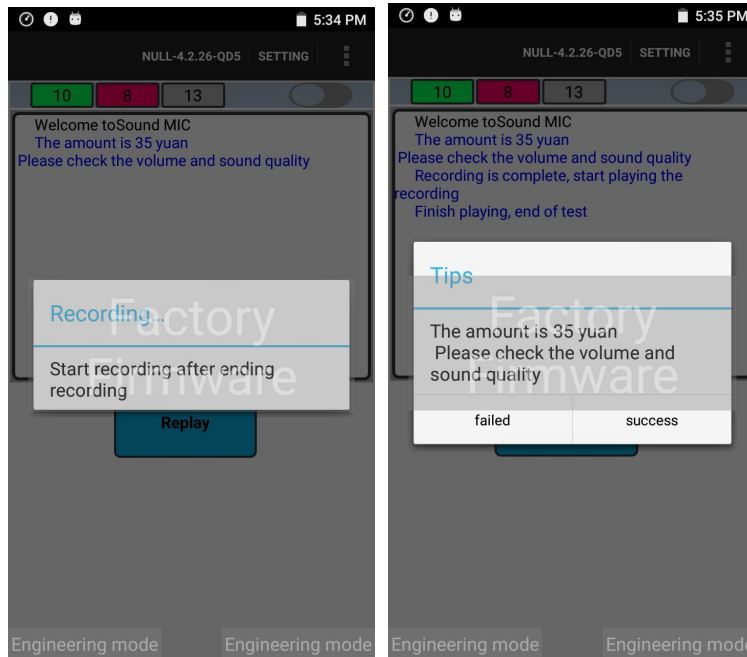 5:34 PM
NULL-4.2.26-QD5 SETTING
10 8 13
Welcome toSound MIC
The amount is 35 yuan
Please check the volume and sound quality
Recording...
Factory
Firmware
Start recording after ending
recording
Replay
Engineering mode Engineering mode
5:35 PM
NULL-4.2.26-QD5 SETTING
10 8 13
Welcome toSound MIC
The amount is 35 yuan
Please check the volume and sound quality
Recording is complete, start playing the
recording
Finish playing, end of test
Tips
Factory
Firmware
The amount is 35 yuan
Please check the volume and
sound quality
failed success
Engineering mode Engineering mod